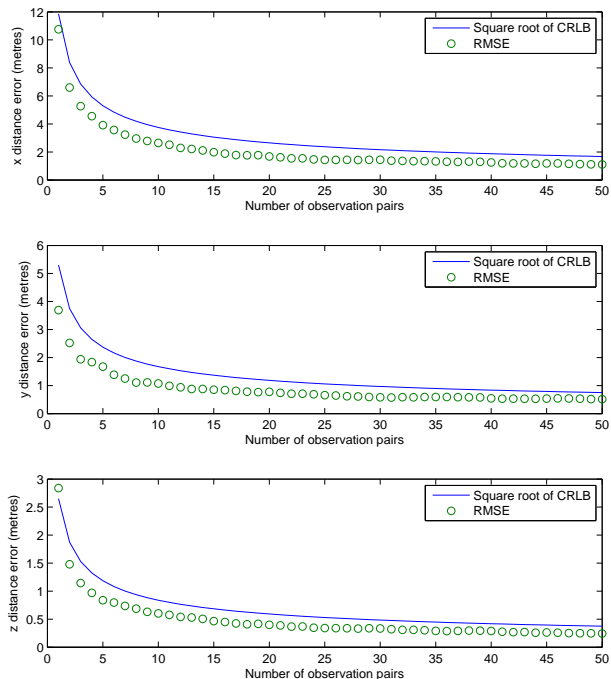 12
10
8
6
4
2
0
x distance error (metres)
Square root of CRLB
RMSE
0 5 10 15 20 25 30 35 40 45 50
Number of observation pairs
6
5
4
3
2
1
0
y distance error (metres)
Square root of CRLB
RMSE
0 5 10 15 20 25 30 35 40 45 50
Number of observation pairs
3
2.5
2
1.5
1
0.5
0
z distance error (metres)
Square root of CRLB
RMSE
0 5 10 15 20 25 30 35 40 45 50
Number of observation pairs